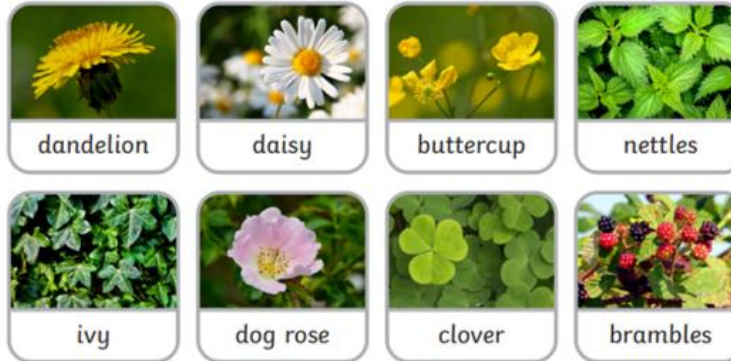 dandelion daisy buttercup nettles
ivy dog rose clover brambles